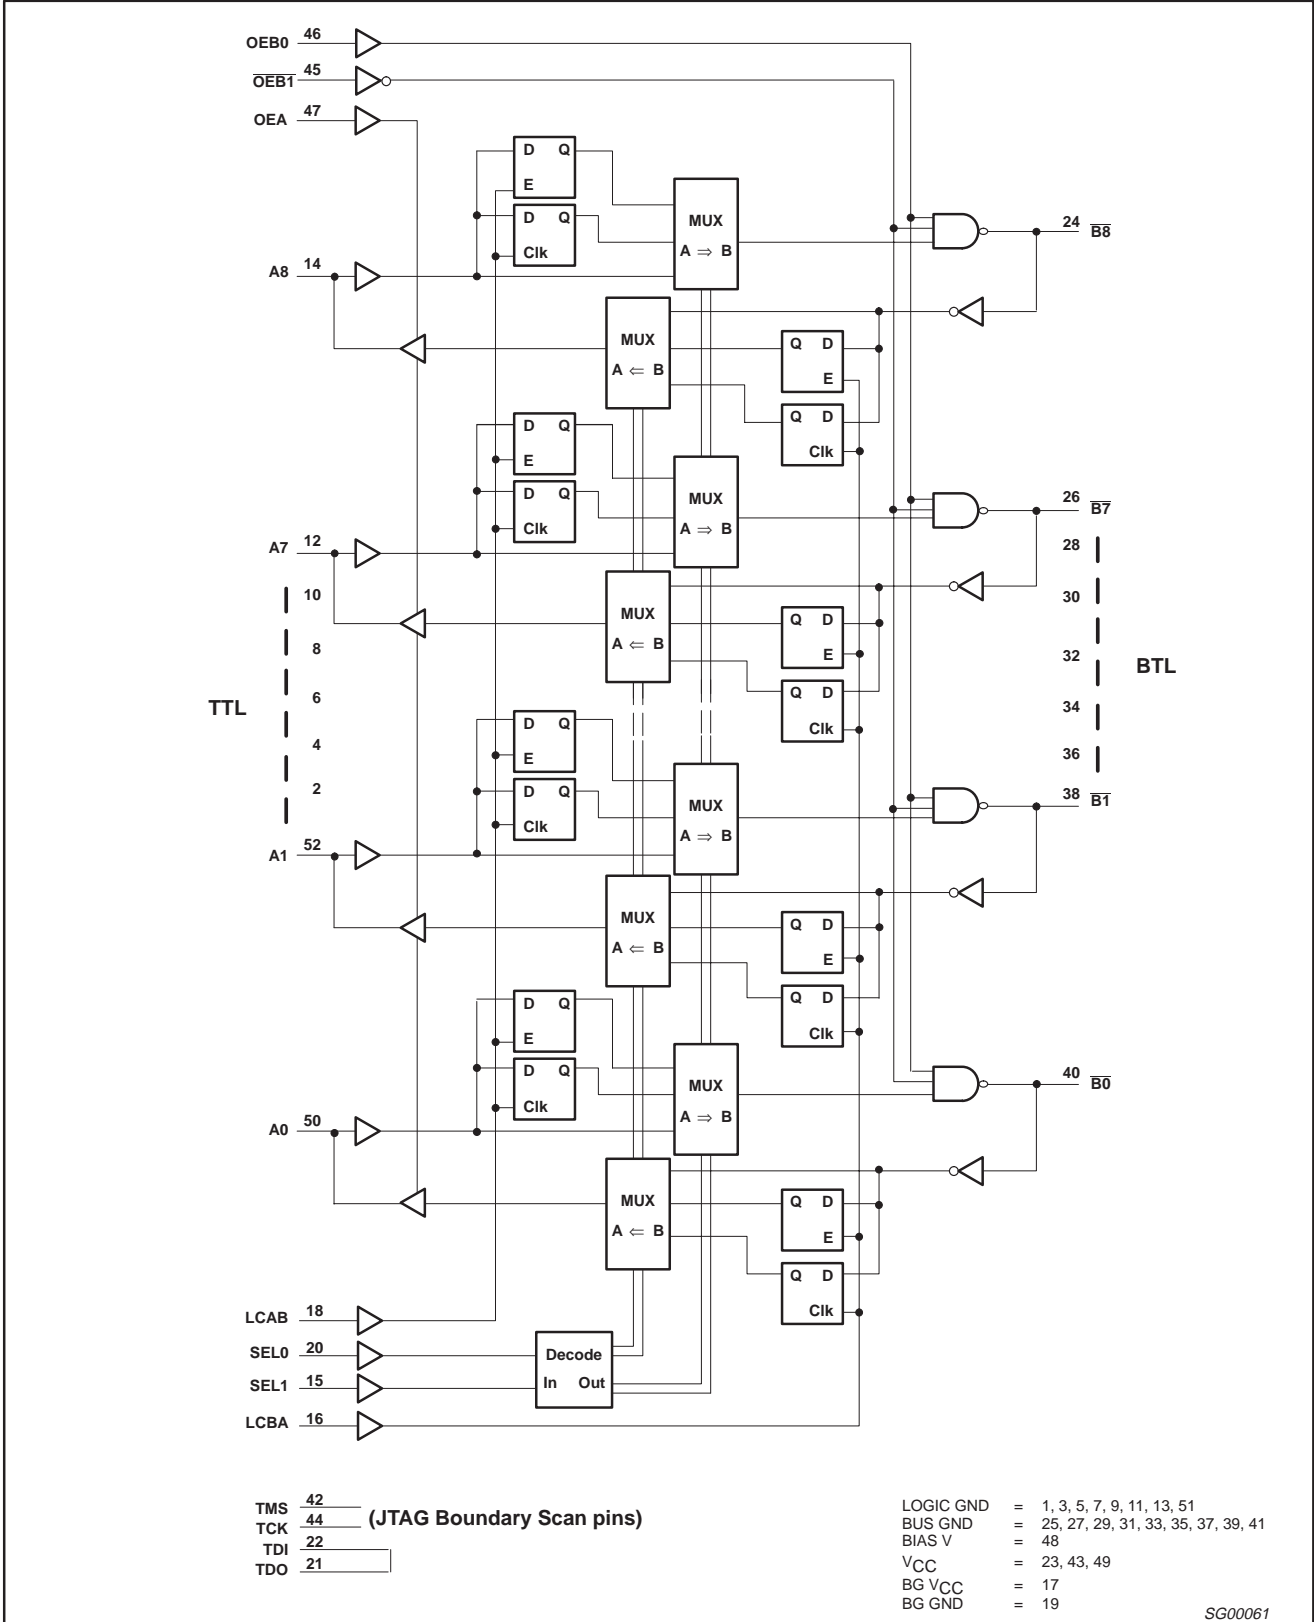 OEB0 46
OEB1 45
OEA 47
D Q
E
MUX
A ⇒ B
D Q
Clk
24 B8
A8 14
MUX
A ⇐ B
Q D
E
Q D
Clk
D Q
E
MUX
A ⇒ B
D Q
Clk
26 B7
A7 12
28
10
MUX
A ⇐ B
Q D
E
30
8
32
BTL
Q D
Clk
6
TTL
34
D Q
E
4
36
MUX
A ⇒ B
D Q
Clk
2
38 B1
A1 52
MUX
A ⇐ B
Q D
E
Q D
Clk
D Q
E
MUX
A ⇒ B
D Q
Clk
40 B0
A0 50
MUX
A ⇐ B
Q D
E
Q D
Clk
LCAB 18
SEL0 20
Decode
SEL1 15
In Out
LCBA 16
TMS 42
TCK 44
(JTAG Boundary Scan pins)
TDI 22
TDO 21
LOGIC GND = 1, 3, 5, 7, 9, 11, 13, 51
BUS GND = 25, 27, 29, 31, 33, 35, 37, 39, 41
BIAS V = 48
VCC = 23, 43, 49
BG VCC = 17
BG GND = 19
SG00061